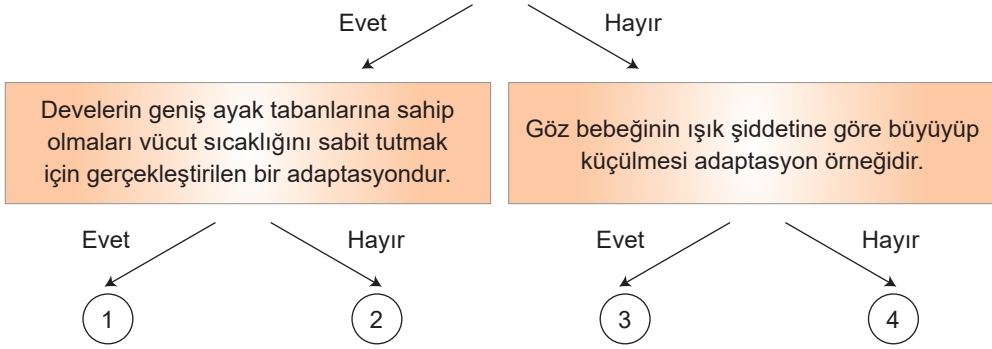 Evet
Hayır
Develerin geniş ayak tabanlarına sahip
olmaları vücut sıcaklığını sabit tutmak
için gerçekleştirilen bir adaptasyondur.
Göz bebeğinin ışık şiddetine göre büyüyüp
küçülmesi adaptasyon örneğidir.
Evet
Hayır
Evet
Hayır
1
2
3
4